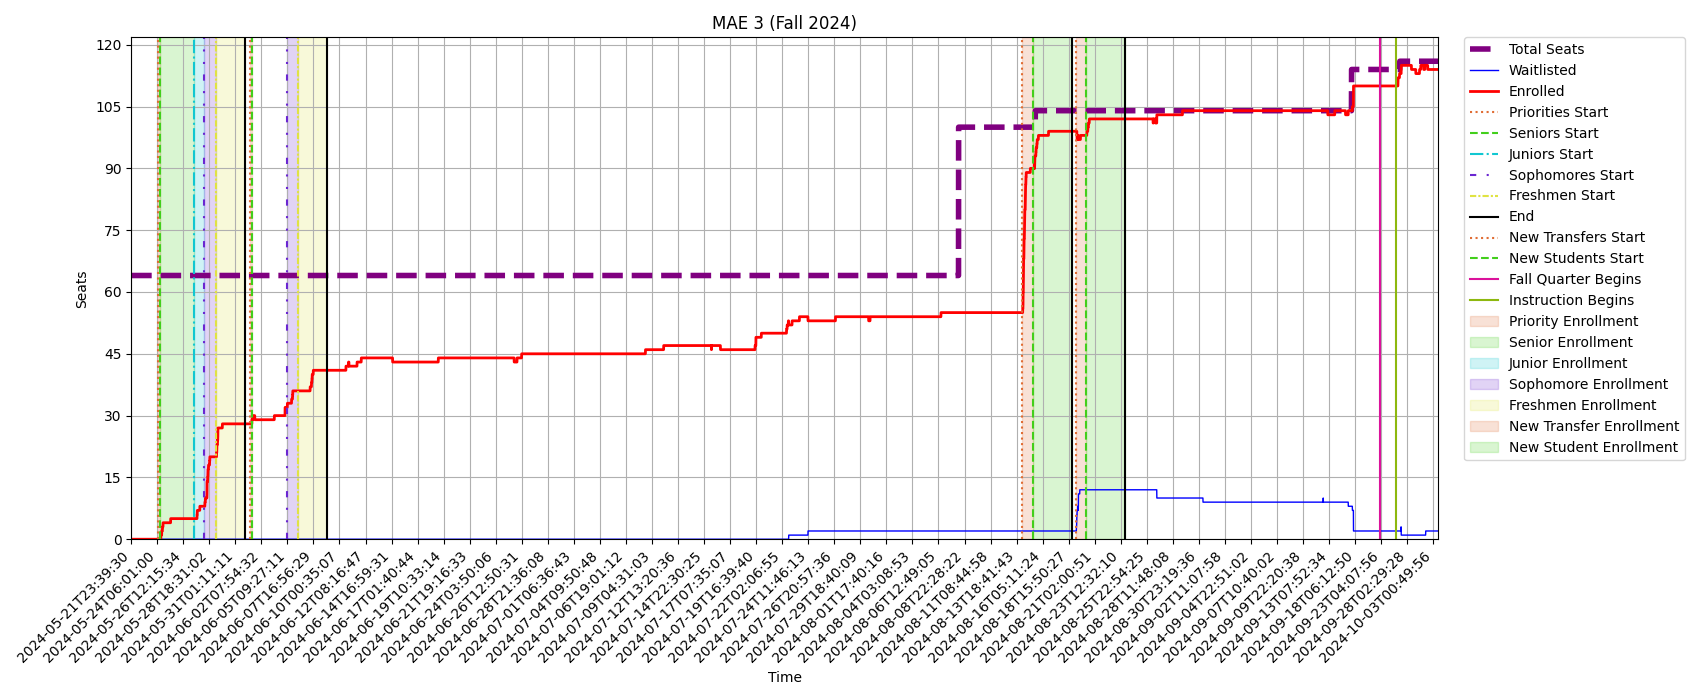 MAE 3 (Fall 2024)
Seats
120
105
90
75
60
45
30
15
0
2024-05-21T23:39:30
2024-05-24T06:01:00
2024-05-26T12:15:34
2024-05-28T18:31:02
2024-05-31T01:11:11
2024-06-02T07:54:32
2024-06-05T09:27:11
2024-06-07T16:56:29
2024-06-10T00:35:07
2024-06-12T08:16:47
2024-06-14T16:59:31
2024-06-17T01:40:44
2024-06-19T10:33:14
2024-06-21T19:16:33
2024-06-24T03:50:06
2024-06-26T12:50:31
2024-06-28T21:36:08
2024-07-01T06:36:43
2024-07-04T09:50:48
2024-07-06T19:01:12
2024-07-09T04:31:03
2024-07-12T13:20:36
2024-07-14T22:30:25
2024-07-17T07:35:07
2024-07-19T16:39:40
2024-07-22T02:06:55
2024-07-24T11:46:13
2024-07-26T20:57:36
2024-07-29T18:40:09
2024-08-01T17:40:16
2024-08-04T03:08:53
2024-08-06T12:49:05
2024-08-08T22:28:22
2024-08-11T08:44:58
2024-08-13T18:41:43
2024-08-16T05:11:24
2024-08-18T15:50:27
2024-08-21T02:00:51
2024-08-23T12:32:10
2024-08-25T22:54:25
2024-08-28T11:48:08
2024-08-30T23:19:36
2024-09-02T11:07:58
2024-09-04T22:51:02
2024-09-07T10:40:02
2024-09-09T22:20:38
2024-09-13T07:52:34
2024-09-18T06:12:50
2024-09-23T04:07:56
2024-09-28T02:29:28
2024-10-03T00:49:56
Time
Total Seats
Waitlisted
Enrolled
Priorities Start
Seniors Start
Juniors Start
Sophomores Start
Freshmen Start
End
New Transfers Start
New Students Start
Fall Quarter Begins
Instruction Begins
Priority Enrollment
Senior Enrollment
Junior Enrollment
Sophomore Enrollment
Freshmen Enrollment
New Transfer Enrollment
New Student Enrollment